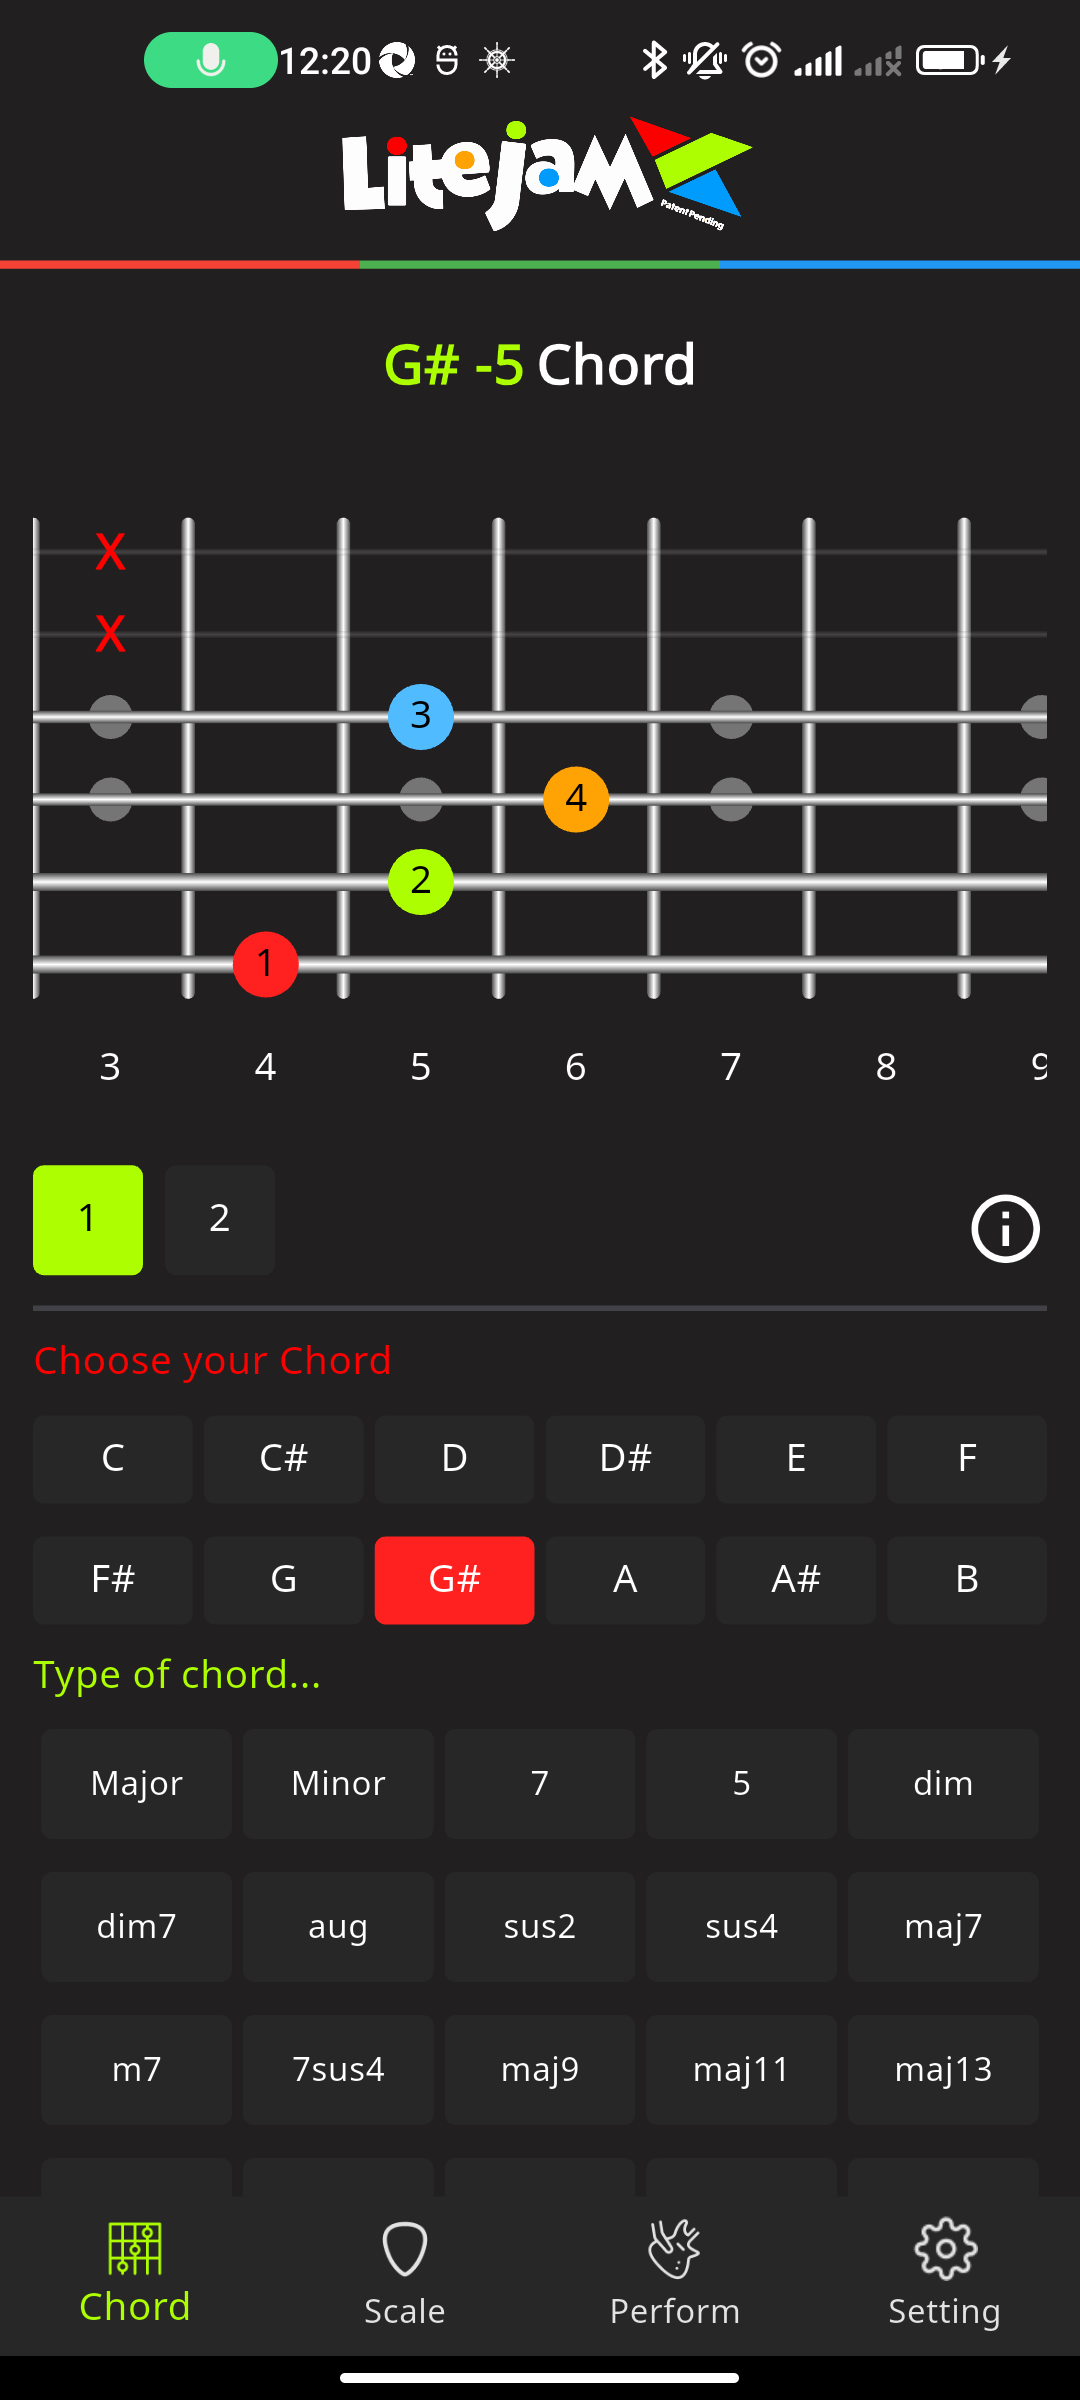 12:20
Litejam
Patent Pending
G# -5 Chord
X
X
3
4
2
1
3 4 5 6 7 8 9
1 2
Choose your Chord
C C# D D# E F
F# G G# A A# B
Type of chord...
Major Minor 7 5 dim
dim7 aug sus2 sus4 maj7
m7 7sus4 maj9 maj11 maj13
Chord Scale Perform Setting